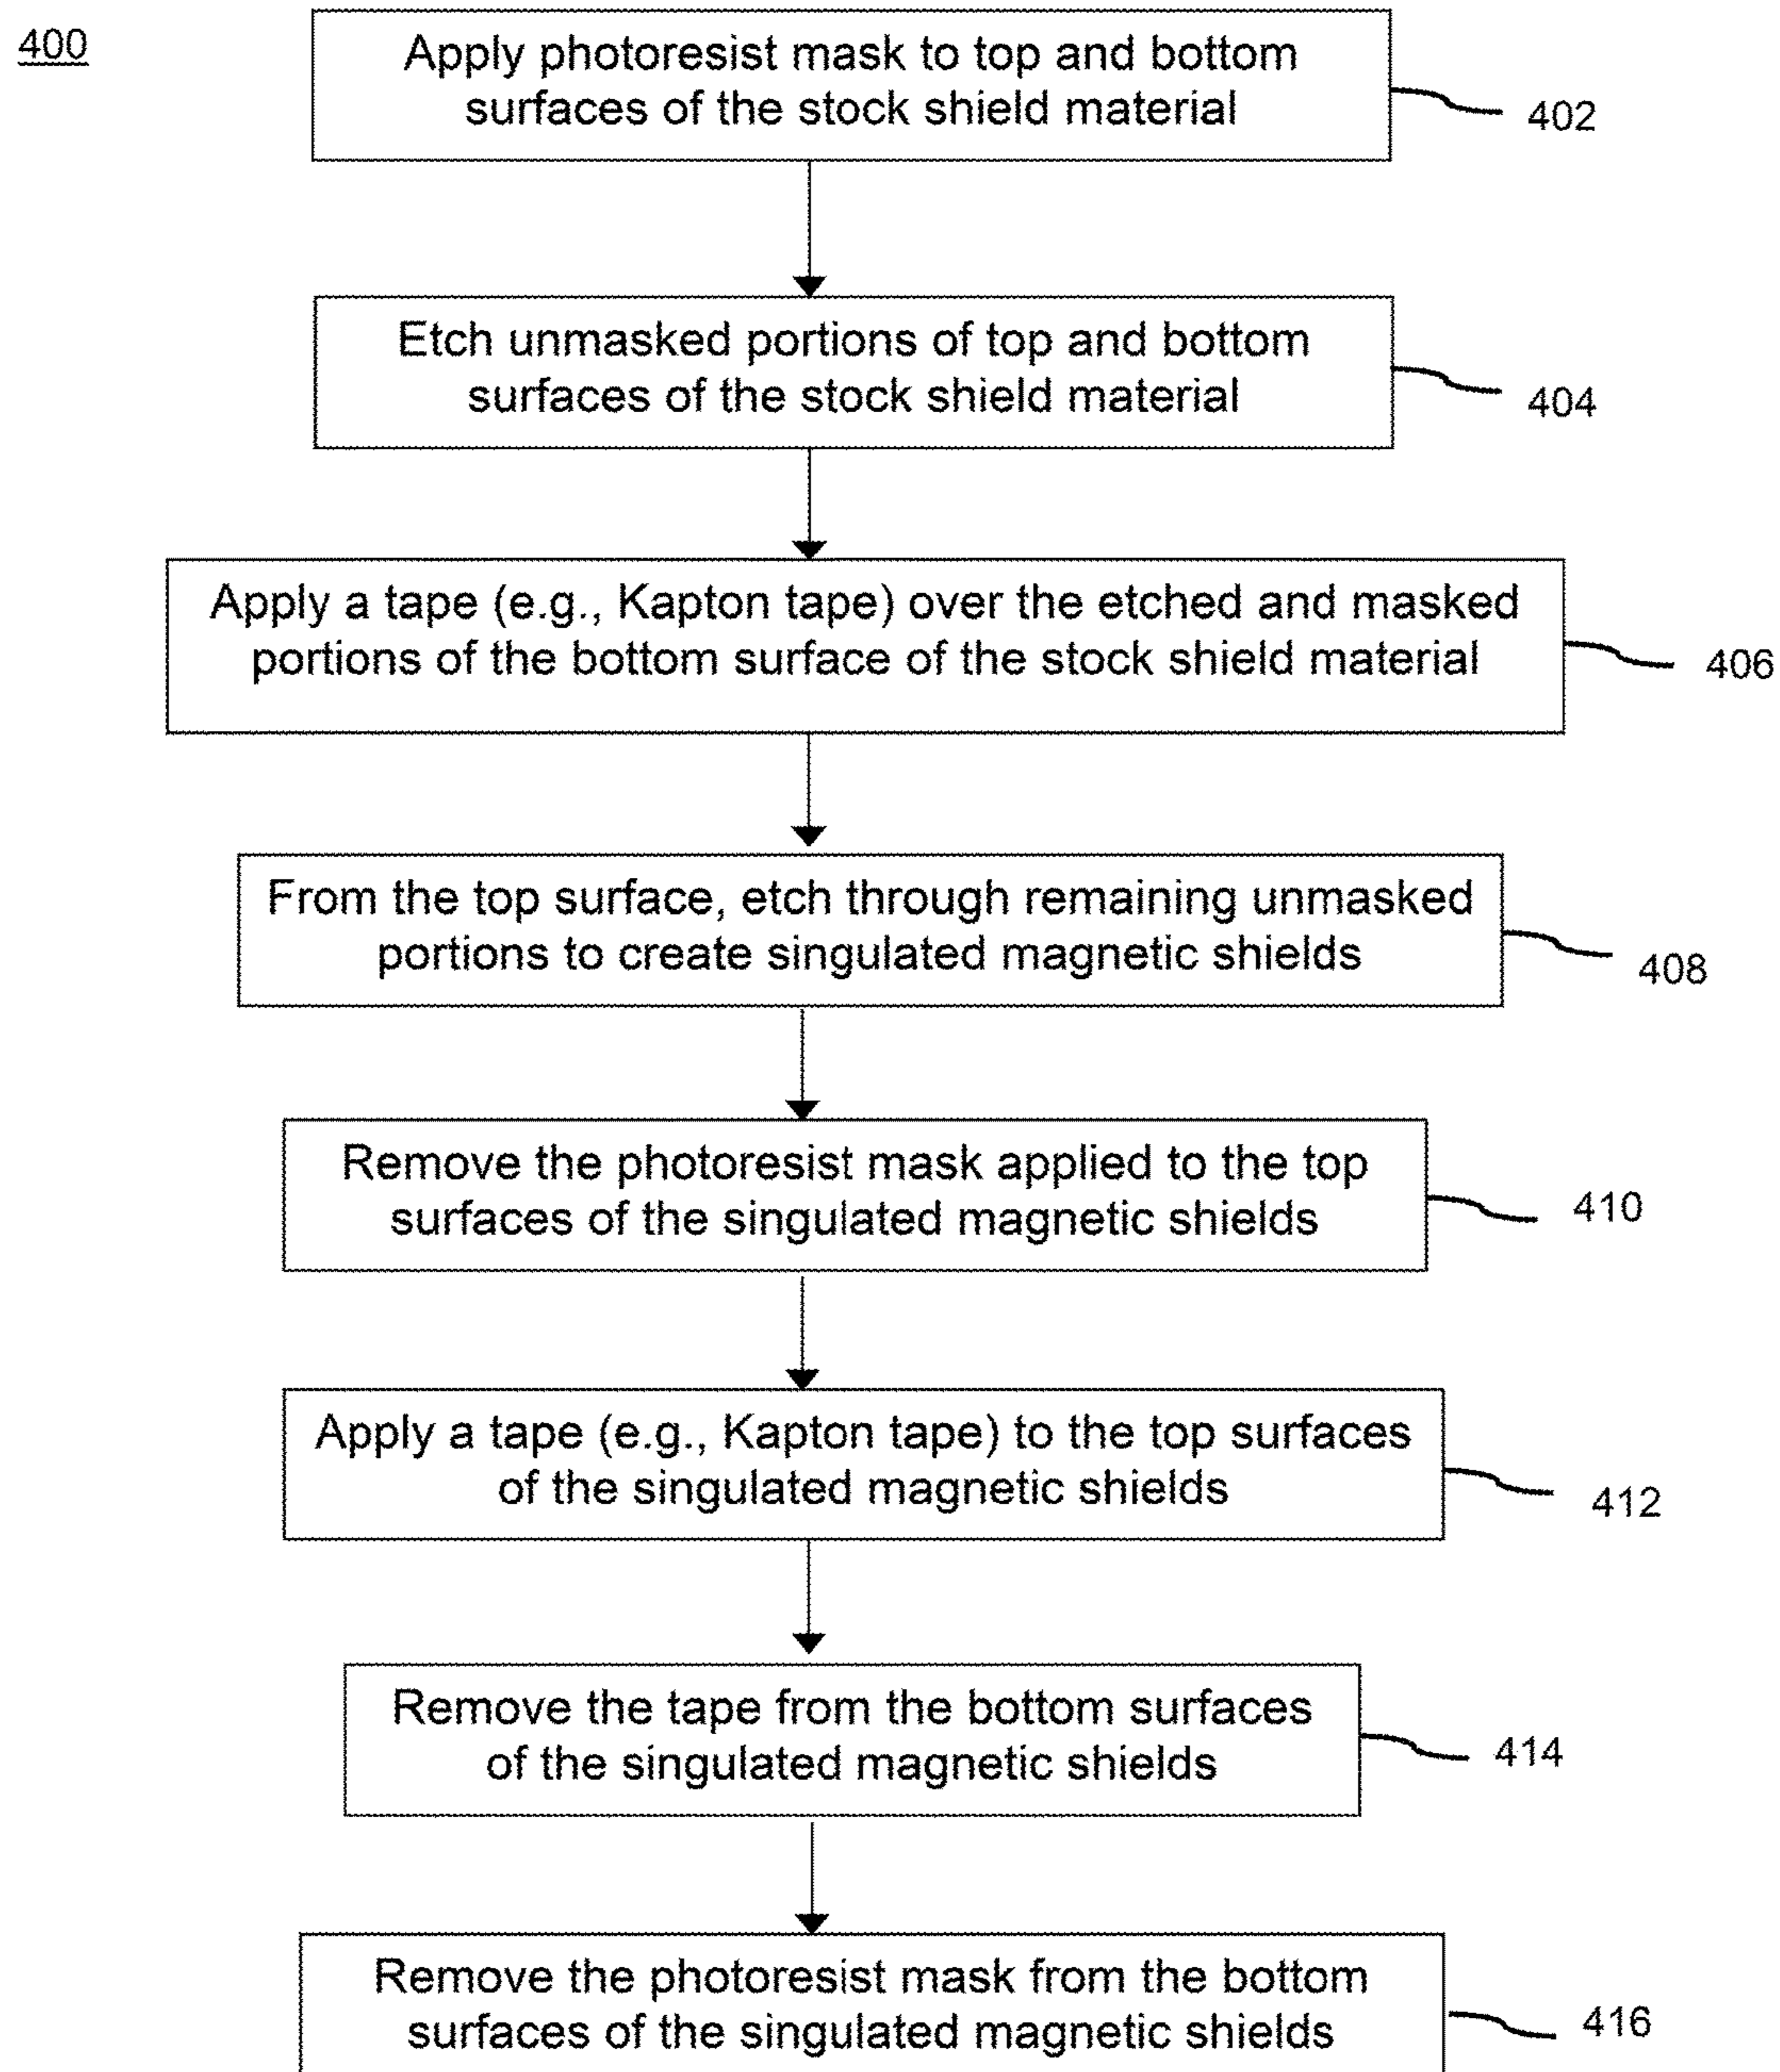 400
Apply photoresist mask to top and bottom
surfaces of the stock shield material
402
Etch unmasked portions of top and bottom
surfaces of the stock shield material
404
Apply a tape (e.g., Kapton tape) over the etched and masked
portions of the bottom surface of the stock shield material
406
From the top surface, etch through remaining unmasked
portions to create singulated magnetic shields
408
Remove the photoresist mask applied to the top
surfaces of the singulated magnetic shields
410
Apply a tape (e.g., Kapton tape) to the top surfaces
of the singulated magnetic shields
412
Remove the tape from the bottom surfaces
of the singulated magnetic shields
414
Remove the photoresist mask from the bottom
surfaces of the singulated magnetic shields
416